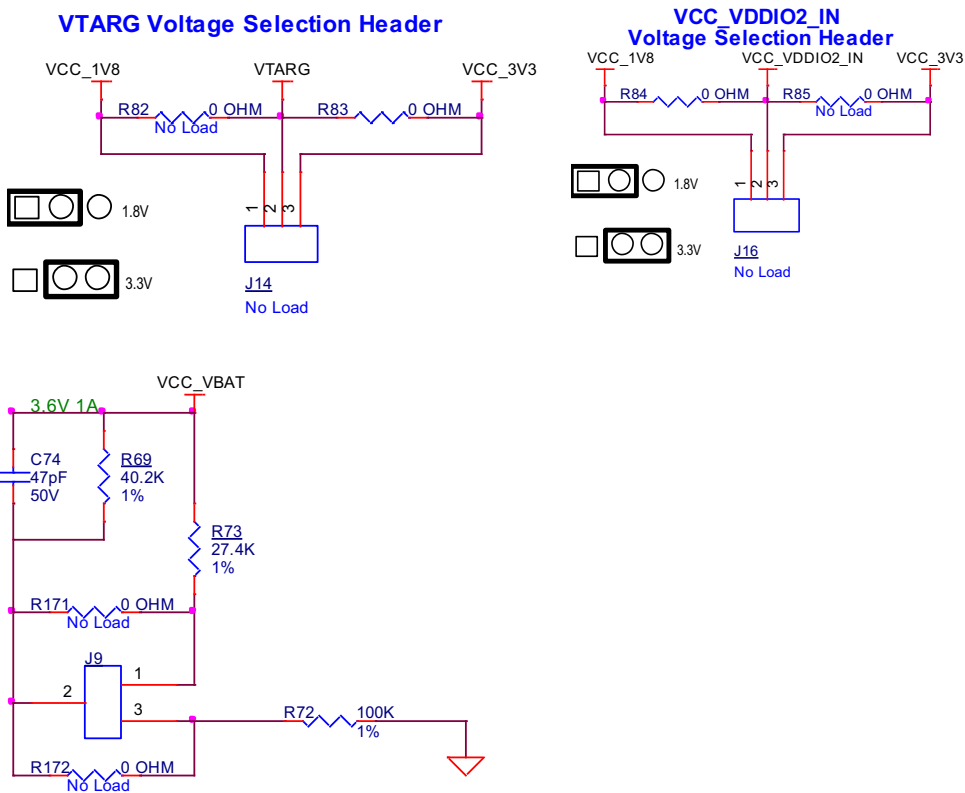 VTARG Voltage Selection Header
VCC_1V8
VTARG
VCC_3V3
R82
0 OHM
No Load
R83
0 OHM
1
2
3
1.8V
3.3V
J14
No Load
VCC_VDDIO2_IN
Voltage Selection Header
VCC_1V8
VCC_VDDIO2_IN
VCC_3V3
R84
0 OHM
R85
0 OHM
No Load
1
2
3
1.8V
3.3V
J16
No Load
VCC_VBAT
3.6V 1A
C74
47pF
50V
R69
40.2K
1%
R73
27.4K
1%
R171
0 OHM
No Load
J9
1
2
3
R72
100K
1%
R172
0 OHM
No Load